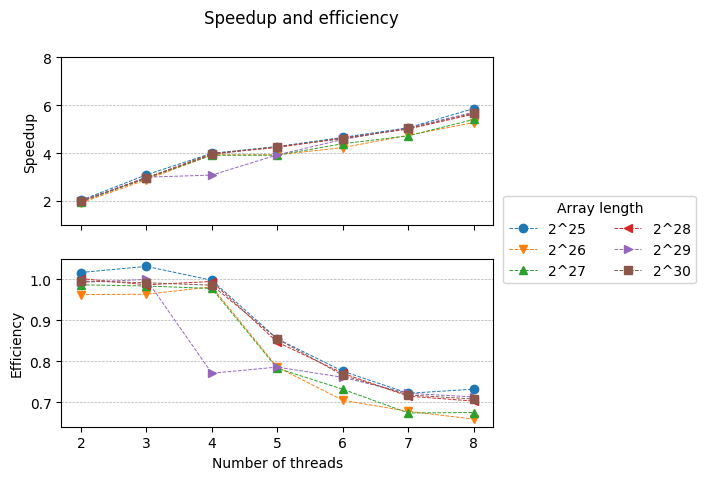 Speedup and efficiency
8
6
4
2
Speedup
Array length
2^25
2^26
2^27
2^28
2^29
2^30
1.0
0.9
0.8
0.7
Efficiency
2 3 4 5 6 7 8
Number of threads